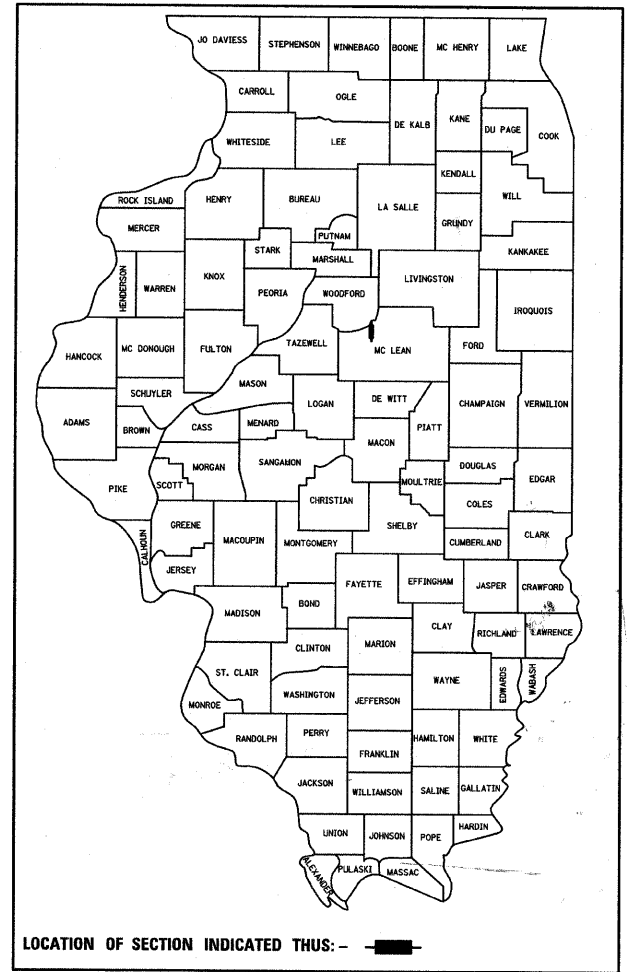 JO DAVIESS
STEPHENSON
WINNEBAGO
BOONE
MC HENRY
LAKE
CARROLL
OGLE
DE KALB
KANE
DU PAGE
COOK
WHITESIDE
LEE
KENDALL
WILL
ROCK ISLAND
HENRY
BUREAU
LA SALLE
GRUNDY
MERCER
PUTNAM
STARK
MARSHALL
KANKAKEE
HENDERSON
WARREN
KNOX
PEORIA
WOODFORD
LIVINGSTON
IROQUOIS
HANCOCK
MC DONOUGH
FULTON
TAZEWELL
MC LEAN
FORD
MASON
SCHUYLER
LOGAN
DE WITT
CHAMPAIGN
VERMILION
ADAMS
BROWN
CASS
MENARD
MACON
PIATT
PIKE
SCOTT
MORGAN
SANGAMON
CHRISTIAN
MOULTRIE
DOUGLAS
EDGAR
COLES
GREENE
CALHOUN
MACOUPIN
MONTGOMERY
SHELBY
CUMBERLAND
CLARK
JERSEY
FAYETTE
EFFINGHAM
JASPER
CRAWFORD
MADISON
BOND
CLAY
RICHLAND
LAWRENCE
CLINTON
MARION
ST. CLAIR
WAYNE
EDWARDS
WABASH
WASHINGTON
JEFFERSON
MONROE
RANDOLPH
PERRY
HAMILTON
WHITE
FRANKLIN
JACKSON
WILLIAMSON
SALINE
GALLATIN
UNION
JOHNSON
POPE
HARDIN
ALEXANDER
PULASKI
MASSAC
LOCATION OF SECTION INDICATED THUS:-